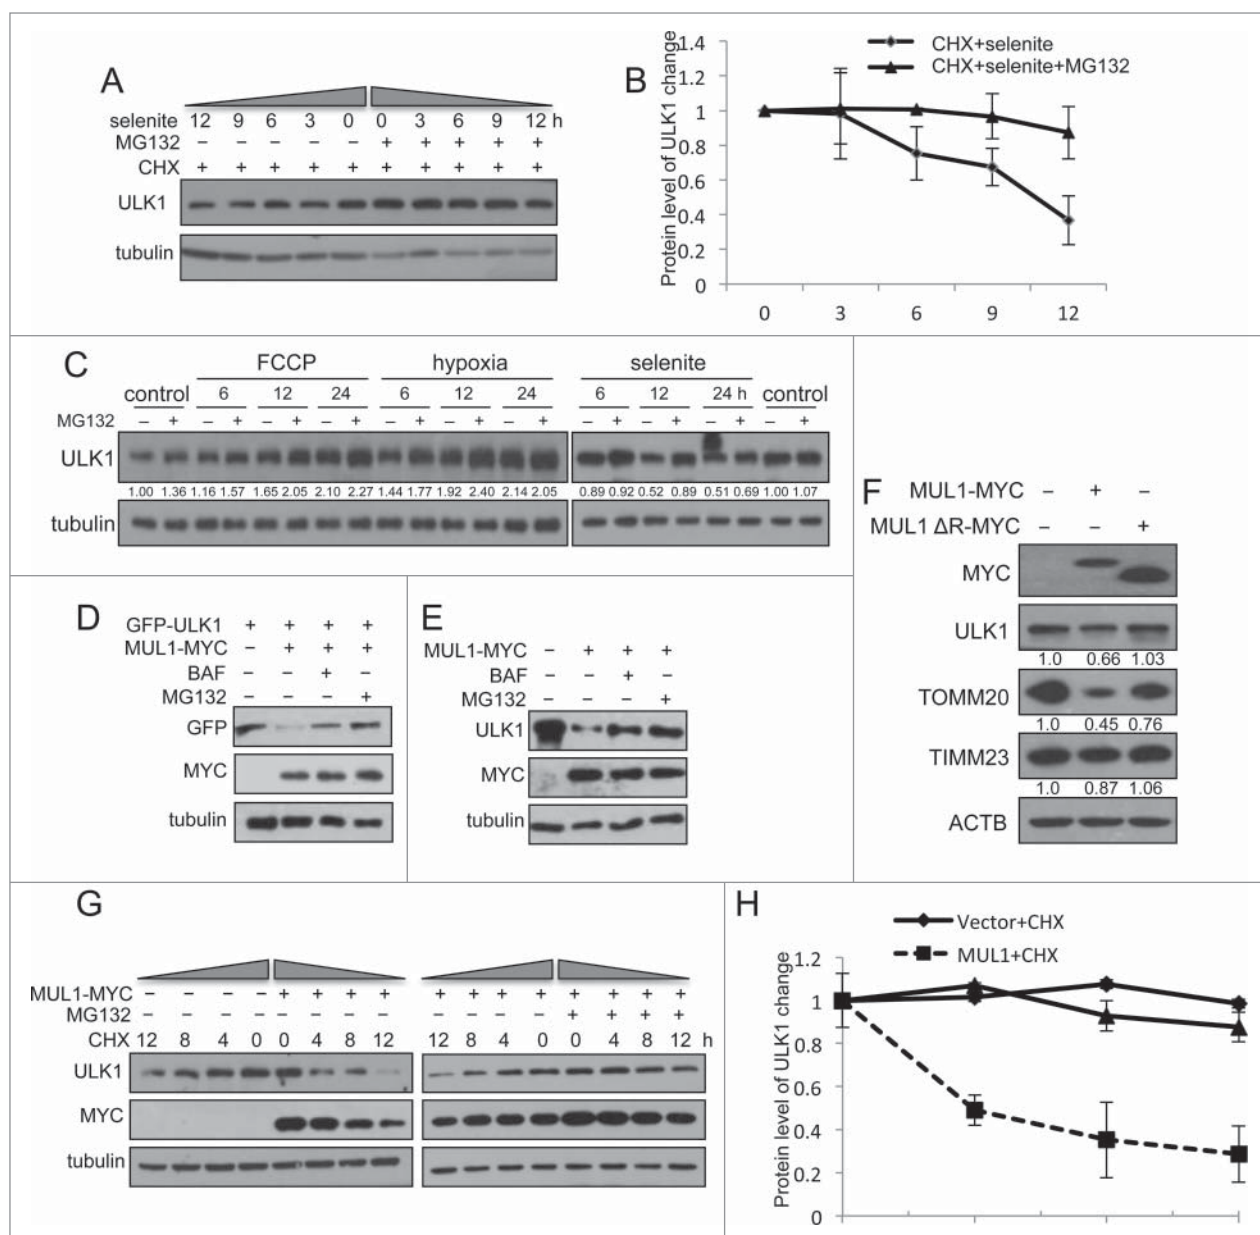 A
selenite 12 9 6 3 0 0 3 6 9 12 h
MG132 – – – – – + + + + +
CHX + + + + + + + + + +
ULK1
tubulin
B
CHX+selenite
CHX+selenite+MG132
Protein level of ULK1 change
1.4
1.2
1
0.8
0.6
0.4
0.2
0
0 3 6 9 12
C
FCCP hypoxia selenite
control 6 12 24 6 12 24 6 12 24 h control
MG132 – + – + – + – + – + – + – + – + – + – + – +
ULK1
1.00 1.36 1.16 1.57 1.65 2.05 2.10 2.27 1.44 1.77 1.92 2.40 2.14 2.05 0.89 0.92 0.52 0.89 0.51 0.69 1.00 1.07
tubulin
D
GFP-ULK1 + + + +
MUL1-MYC – + + +
BAF – – + –
MG132 – – – +
GFP
MYC
tubulin
E
MUL1-MYC – + + +
BAF – – + –
MG132 – – – +
ULK1
MYC
tubulin
F
MUL1-MYC – + –
MUL1 ΔR-MYC – – +
MYC
ULK1
1.0 0.66 1.03
TOMM20
1.0 0.45 0.76
TIMM23
1.0 0.87 1.06
ACTB
G
MUL1-MYC – – – – + + + + + + + + + + + +
MG132 – – – – + + + +
CHX 12 8 4 0 0 4 8 12 12 8 4 0 0 4 8 12 h
ULK1
MYC
tubulin
H
Vector+CHX
MUL1+CHX
Protein level of ULK1 change
1.2
1
0.8
0.6
0.4
0.2
0